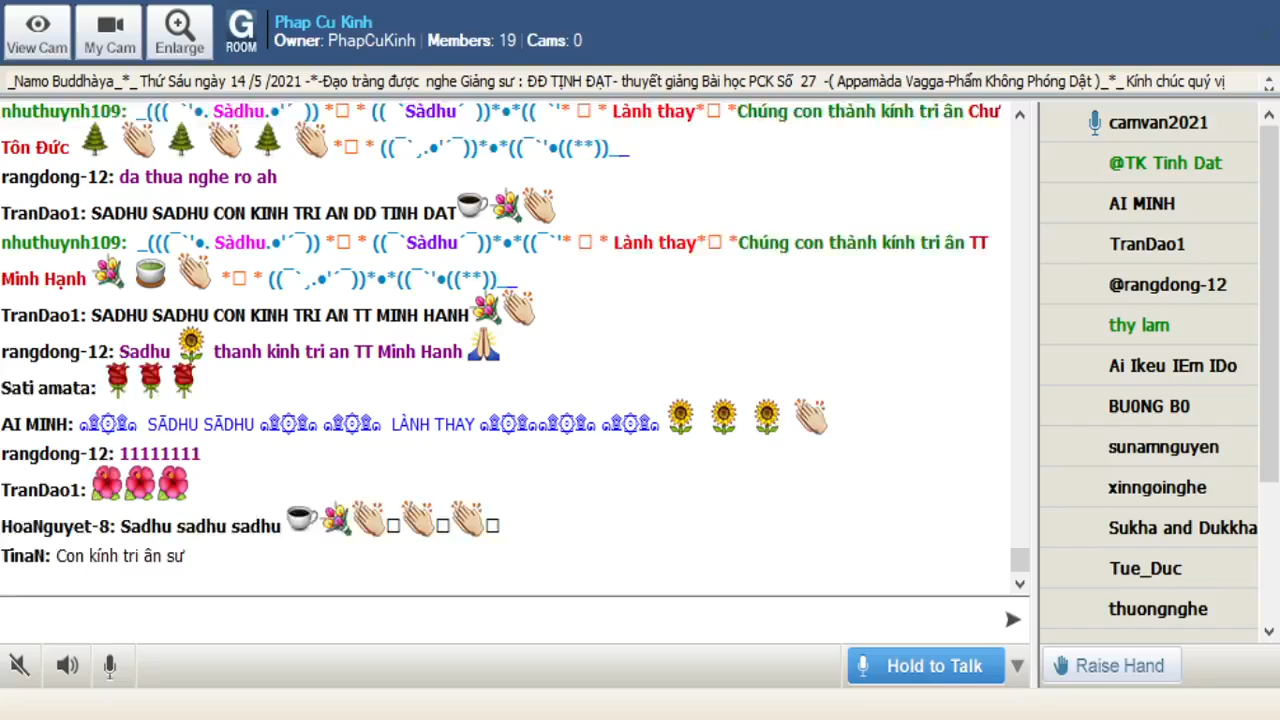 View Cam
My Cam
Enlarge
G
ROOM
Phap Cu Kinh
Owner: PhapCuKinh | Members: 19 | Cams: 0
_Namo Buddhàya_*_ Thứ Sáu ngày 14 /5 /2021 -*-Đạo tràng được nghe Giảng sư : ĐĐ TỊNH ĐẠT- thuyết giảng Bài học PCK Số 27 -( Appamàda Vagga-Phẩm Không Phóng Dật )_*_ Kính chúc quý vị
nhuthuynh109: _(((¯`'•. Sàdhu.•'´¯)) *□ * ((¯`Sàdhu´¯))*•*((¯`'* □ * Lành thay*□ *Chúng con thành kính tri ân Chư
Tôn Đức *□ * ((¯`¸.•'´¯))*•*((¯`'•((**))__
rangdong-12: da thua nghe ro ah
TranDao1: SADHU SADHU CON KINH TRI AN DD TINH DAT
nhuthuynh109: _(((¯`'•. Sàdhu.•'´¯)) *□ * ((¯`Sàdhu´¯))*•*((¯`'* □ * Lành thay*□ *Chúng con thành kính tri ân TT
Minh Hạnh *□ * ((¯`¸.•'´¯))*•*((¯`'•((**))__
TranDao1: SADHU SADHU CON KINH TRI AN TT MINH HANH
rangdong-12: Sadhu thanh kinh tri an TT Minh Hanh
Sati amata:
AI MINH: SĀDHU SĀDHU LÀNH THAY
rangdong-12: 11111111
TranDao1:
HoaNguyet-8: Sadhu sadhu sadhu
TinaN: Con kính tri ân sư
camvan2021
@TK Tinh Dat
AI MINH
TranDao1
@rangdong-12
thy lam
Ai Ikeu IEm IDo
BU0NG B0
sunamnguyen
xinngoinghe
Sukha and Dukkha
Tue_Duc
thuongnghe
Hold to Talk
Raise Hand